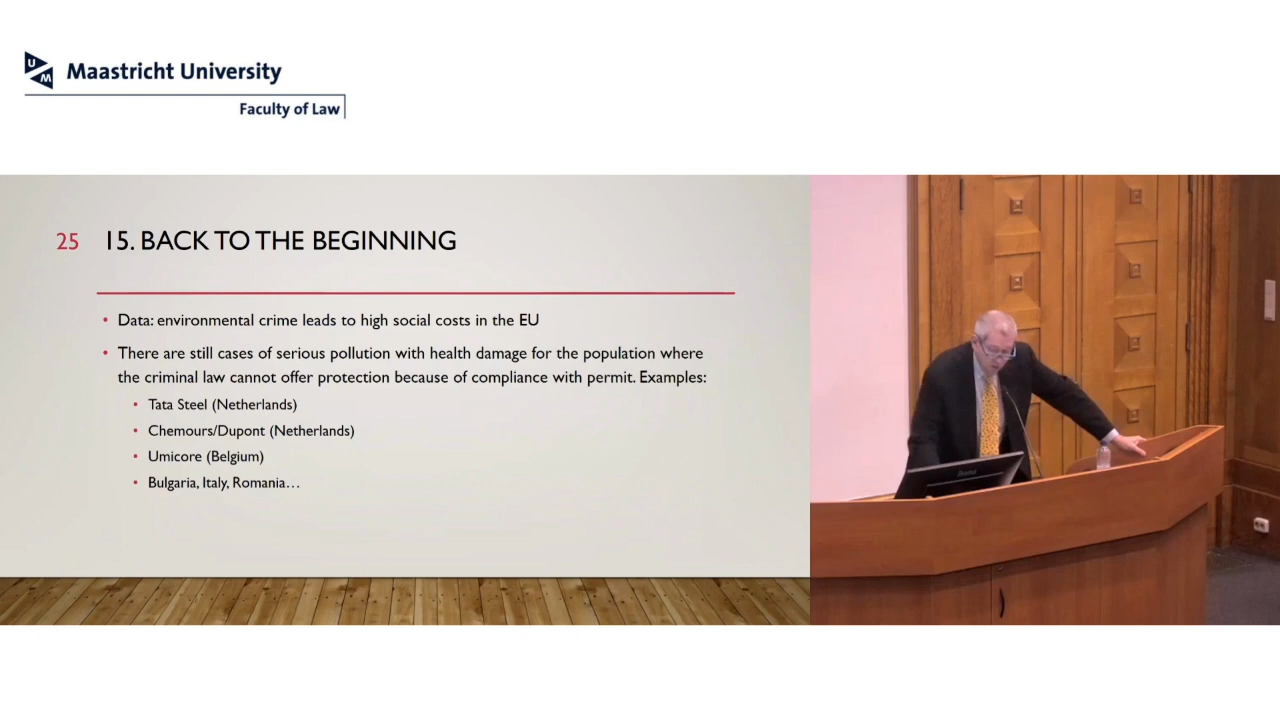 UM
Maastricht University
Faculty of Law
25 15. BACK TO THE BEGINNING
• Data: environmental crime leads to high social costs in the EU
• There are still cases of serious pollution with health damage for the population where
the criminal law cannot offer protection because of compliance with permit. Examples:
• Tata Steel (Netherlands)
• Chemours/Dupont (Netherlands)
• Umicore (Belgium)
• Bulgaria, Italy, Romania…